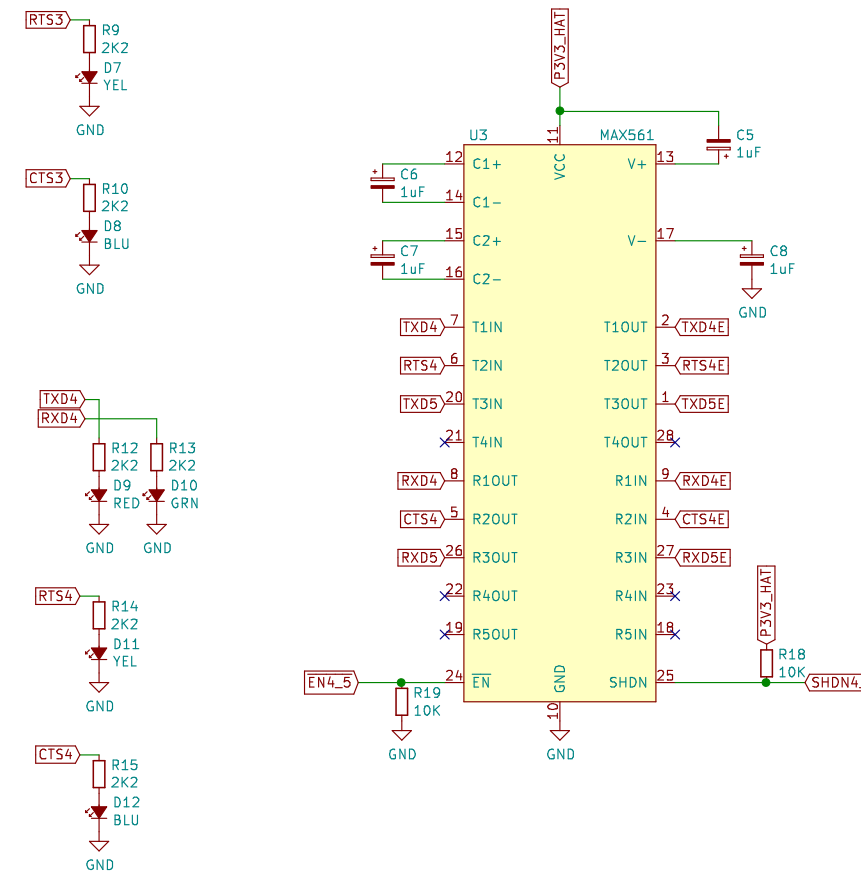 RTS3
R9
2K2
D7
YEL
GND
CTS3
R10
2K2
D8
BLU
GND
TXD4
RXD4
R12
2K2
R13
2K2
D9
RED
D10
GRN
GND
GND
RTS4
R14
2K2
D11
YEL
GND
CTS4
R15
2K2
D12
BLU
GND
P3V3_HAT
U3
MAX561
11
VCC
C5
1uF
+
12 C1+
V+ 13
C6
1uF
+
14 C1-
15 C2+
V- 17
C7
1uF
+
C8
1uF
+
GND
16 C2-
TXD4 7 T1IN
T1OUT 2 TXD4E
RTS4 6 T2IN
T2OUT 3 RTS4E
TXD5 20 T3IN
T3OUT 1 TXD5E
21 T4IN
T4OUT 28
RXD4 8 R1OUT
R1IN 9 RXD4E
CTS4 5 R2OUT
R2IN 4 CTS4E
RXD5 26 R3OUT
R3IN 27 RXD5E
22 R4OUT
R4IN 23
19 R5OUT
R5IN 18
P3V3_HAT
R18
10K
EN4_5
24 EN
SHDN 25
SHDN4_
R19
10K
GND
GND
10
GND